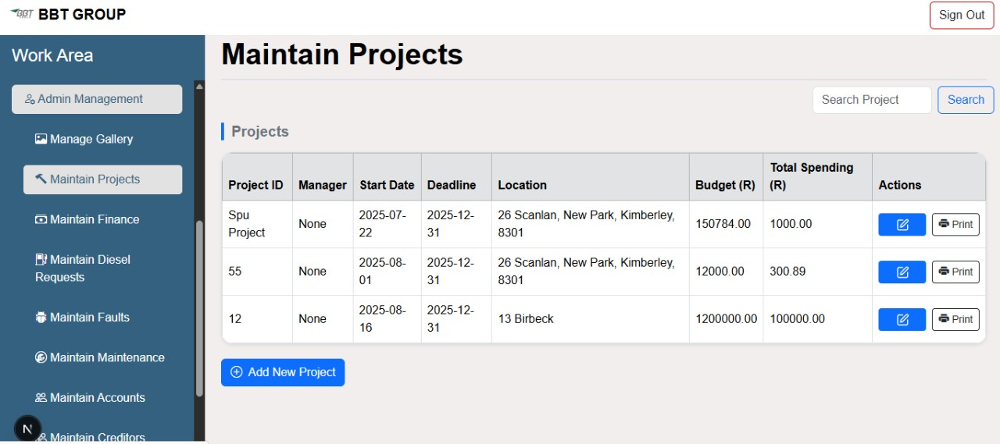 BBT BBT GROUP
Sign Out
Work Area
Admin Management
Manage Gallery
Maintain Projects
Maintain Finance
Maintain Diesel
Requests
Maintain Faults
Maintain Maintenance
Maintain Accounts
N
Maintain Creditors
Maintain Projects
Search Project
Search
Projects
Project ID Manager Start Date Deadline Location Budget (R) Total Spending (R) Actions
Spu Project None 2025-07-22 2025-12-31 26 Scanlan, New Park, Kimberley, 8301 150784.00 1000.00 Print
55 None 2025-08-01 2025-12-31 26 Scanlan, New Park, Kimberley, 8301 12000.00 300.89 Print
12 None 2025-08-16 2025-12-31 13 Birbeck 1200000.00 100000.00 Print
Add New Project